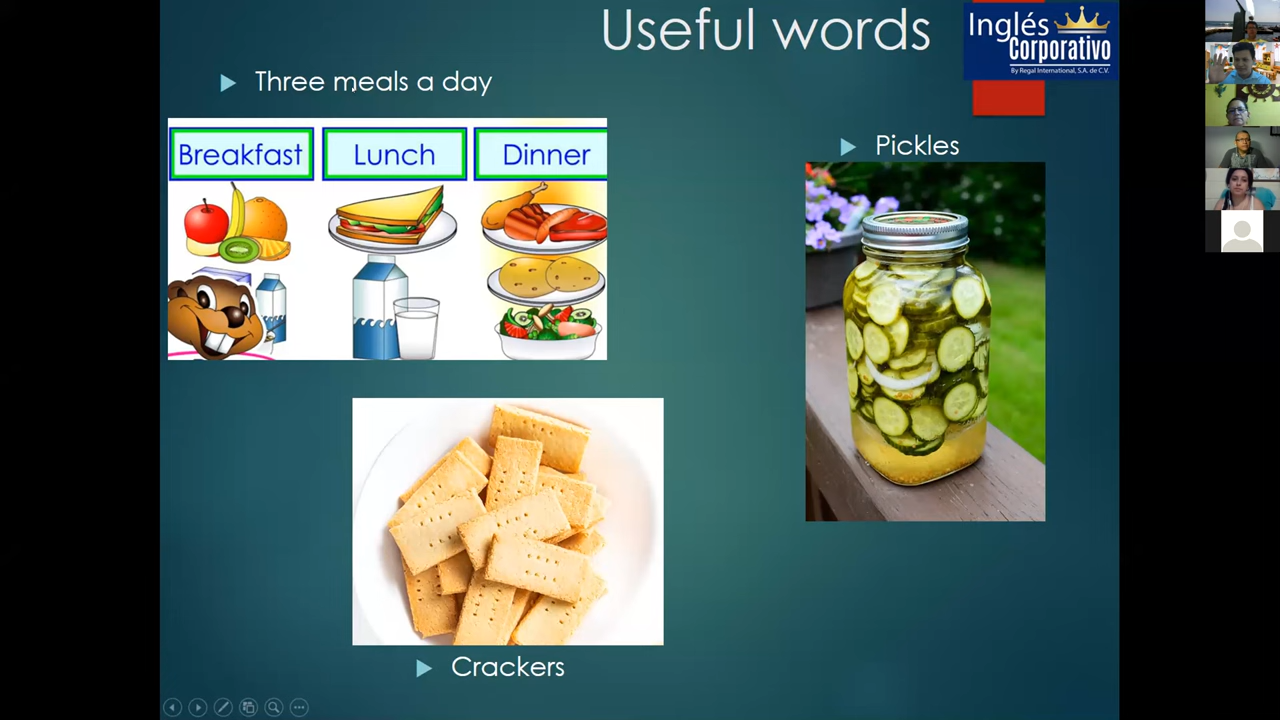 Useful words
Inglés
Corporativo
By Regal International, S.A. de C.V.
Three meals a day
Breakfast
Lunch
Dinner
Pickles
Crackers